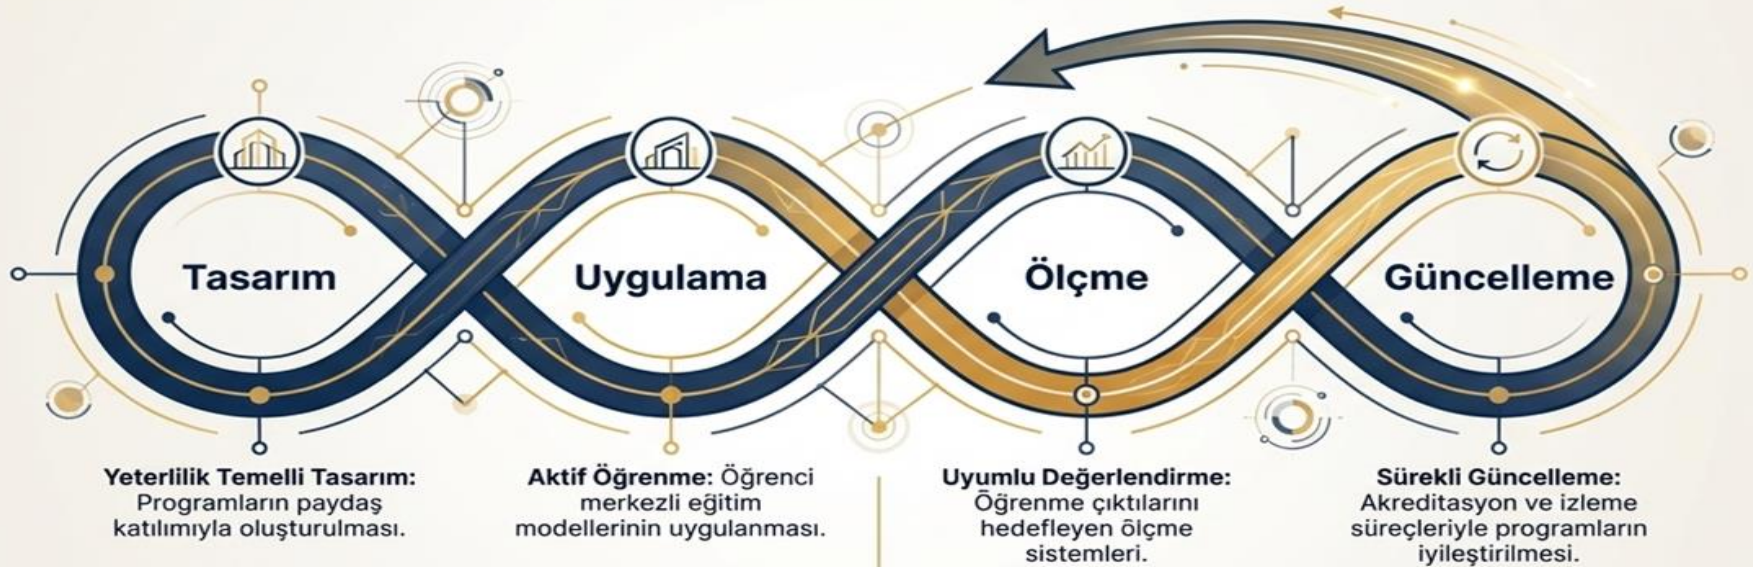 Tasarım
Uygulama
Ölçme
Güncelleme
Yeterlilik Temelli Tasarım:
Programların paydaş
katılımıyla oluşturulması.
Aktif Öğrenme: Öğrenci
merkezli eğitim
modellerinin uygulanması.
Uyumlu Değerlendirme:
Öğrenme çıktılarını
hedefleyen ölçme
sistemleri.
Sürekli Güncelleme:
Akreditasyon ve izleme
süreçleriyle programların
iyileştirilmesi.